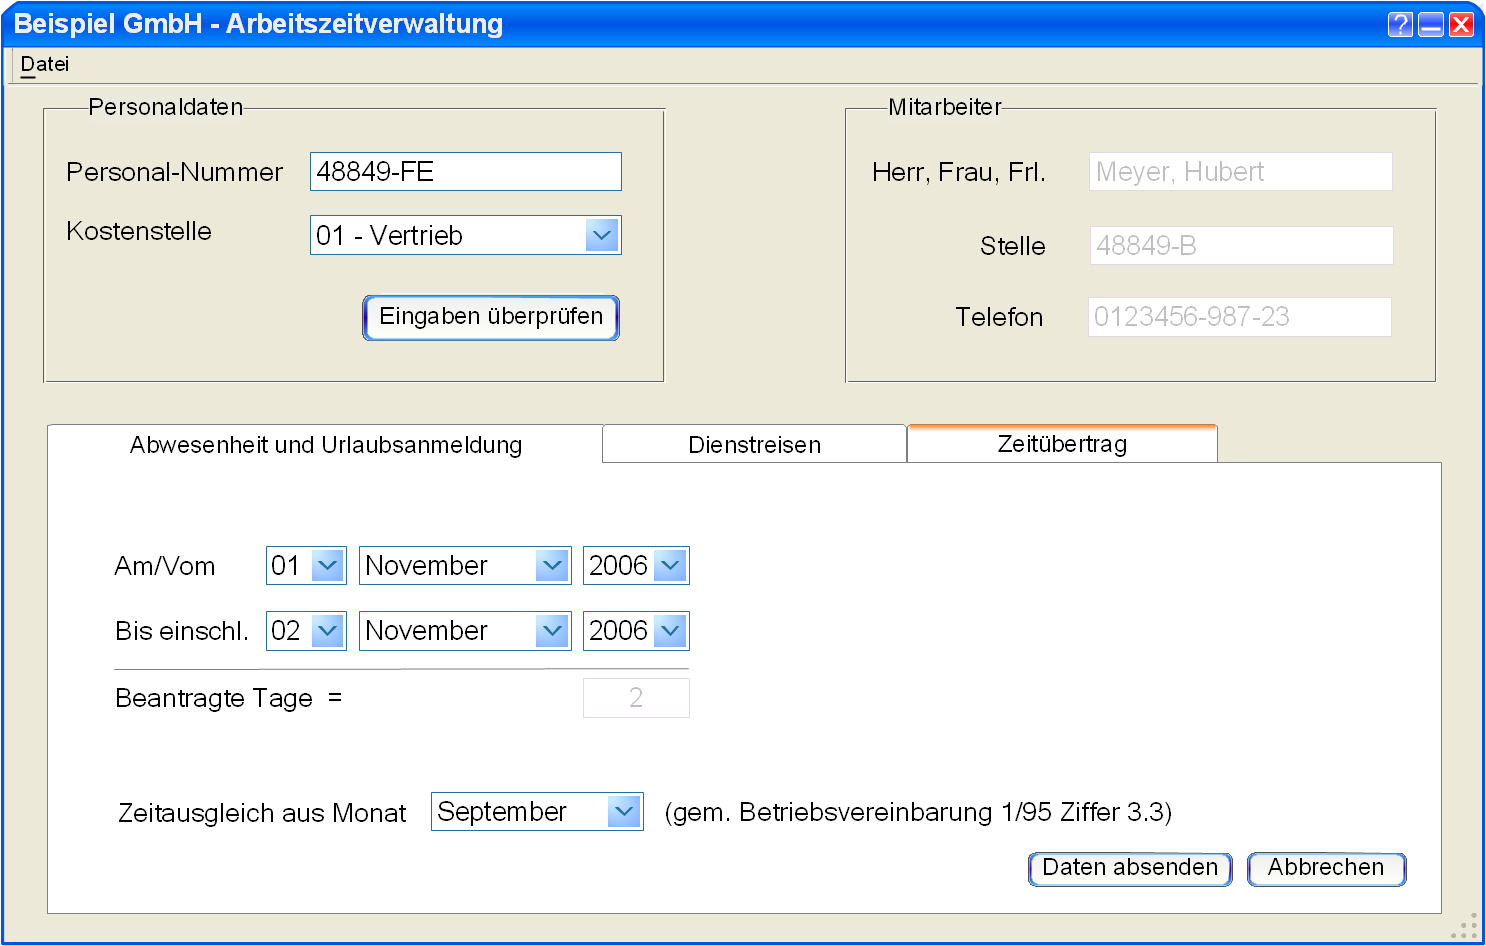 Beispiel GmbH - Arbeitszeitverwaltung
Datei
Personaldaten
Personal-Nummer 48849-FE
Kostenstelle 01 - Vertrieb
Eingaben überprüfen
Mitarbeiter
Herr, Frau, Frl. Meyer, Hubert
Stelle 48849-B
Telefon 0123456-987-23
Abwesenheit und Urlaubsanmeldung Dienstreisen Zeitübertrag
Am/Vom 01 November 2006
Bis einschl. 02 November 2006
Beantragte Tage = 2
Zeitausgleich aus Monat September (gem. Betriebsvereinbarung 1/95 Ziffer 3.3)
Daten absenden Abbrechen